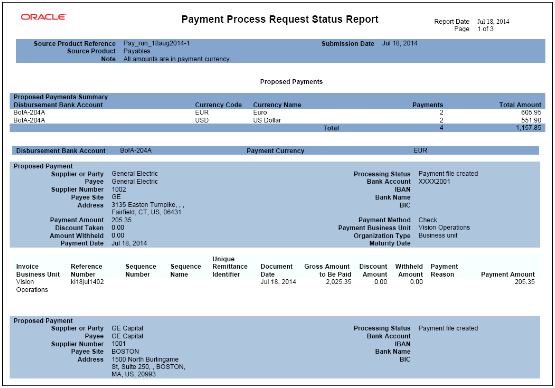 ORACLE
Payment Process Request Status Report
Report Date Jul 18, 2014
Page 1 of 3
Source Product Reference Pay_run_18aug2014-1 Submission Date Jul 18, 2014
Source Product Payables
Note All amounts are in payment currency
Proposed Payments
Proposed Payments Summary
Disbursement Bank Account Currency Code Currency Name Payments Total Amount
BofA-204A EUR Euro 2 605.95
BofA-204A USD US Dollar 2 551.90
Total 4 1,157.85
Disbursement Bank Account BofA-204A Payment Currency EUR
Proposed Payment
Supplier or Party General Electric Processing Status Payment file created
Payee General Electric Bank Account XXXX2001
Supplier Number 1002 IBAN
Payee Site GE Bank Name
Address 3135 Easton Turnpike, , , BIC
Fairfield, CT, US, 06431
Payment Amount 205.35 Payment Method Check
Discount Taken 0.00 Payment Business Unit Vision Operations
Amount Withheld 0.00 Organization Type Business unit
Payment Date Jul 18, 2014 Maturity Date
Unique
Invoice Reference Sequence Sequence Remittance Document Gross Amount Discount Withheld Payment
Business Unit Number Number Name Identifier Date to be Paid Amount Amount Reason Payment Amount
Vision ki18jul1402 Jul 18, 2014 2,025.35 0.00 0.00 205.35
Operations
Proposed Payment
Supplier or Party GE Capital Processing Status Payment file created
Payee GE Capital Bank Account
Supplier Number 1001 IBAN
Payee Site BOSTON Bank Name
Address 1500 North Burlingame BIC
St, Suite 250, , BOSTON,
MA, US, 20993